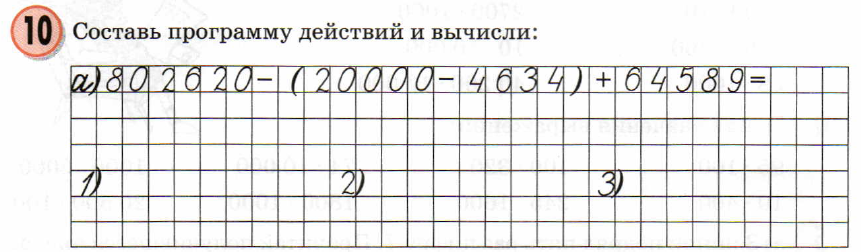 10 Составь программу действий и вычисли:
а) 802620 - (20000 - 4634) + 64589 =
1) 2) 3)